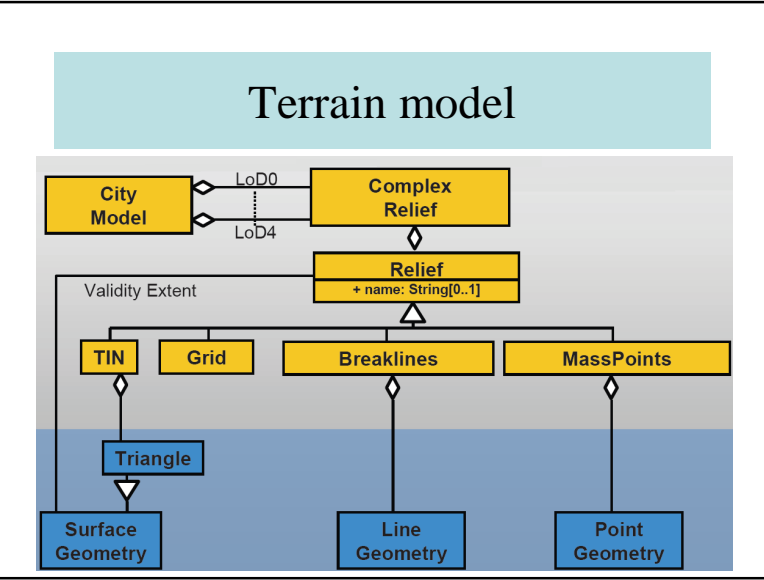 Terrain model
City
Model
LoD0
LoD4
Complex
Relief
Relief
+ name: String[0..1]
Validity Extent
TIN
Grid
Breaklines
MassPoints
Triangle
Surface
Geometry
Line
Geometry
Point
Geometry